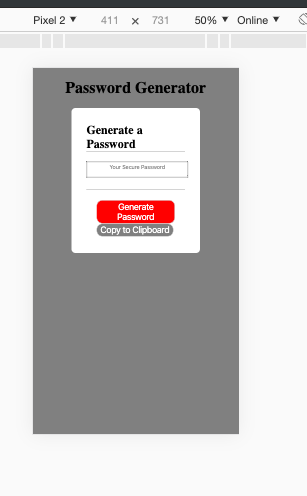 Pixel 2 ▼ 411 × 731 50% ▼ Online ▼
Password Generator
Generate a
Password
Your Secure Password
Generate
Password
Copy to Clipboard